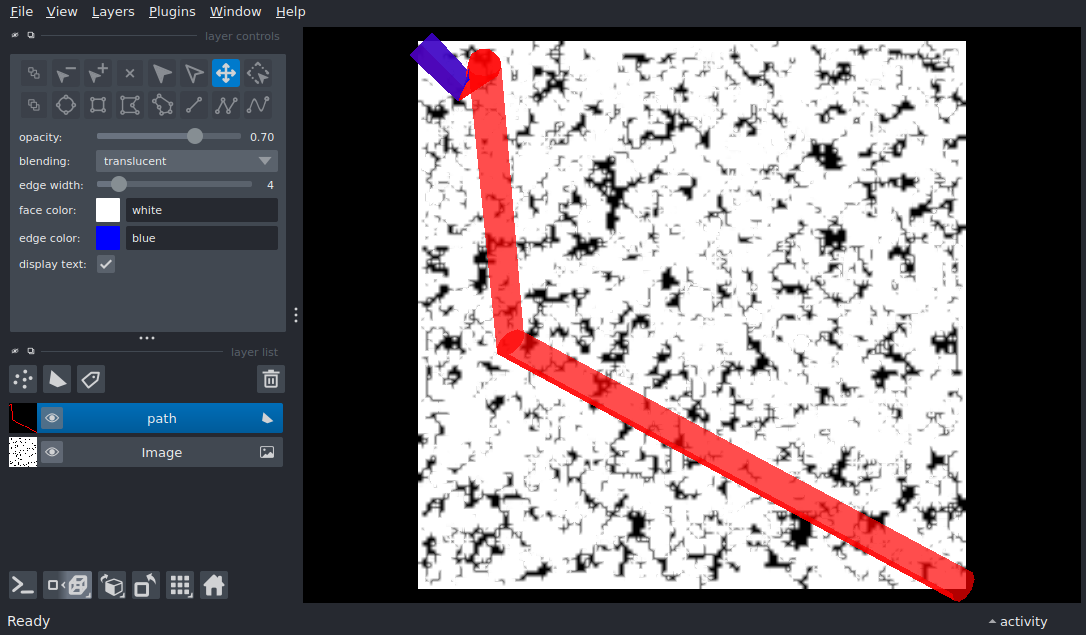 File View Layers Plugins Window Help
layer controls
opacity: 0.70
blending: translucent
edge width: 4
face color: white
edge color: blue
display text:
layer list
path
Image
Ready activity